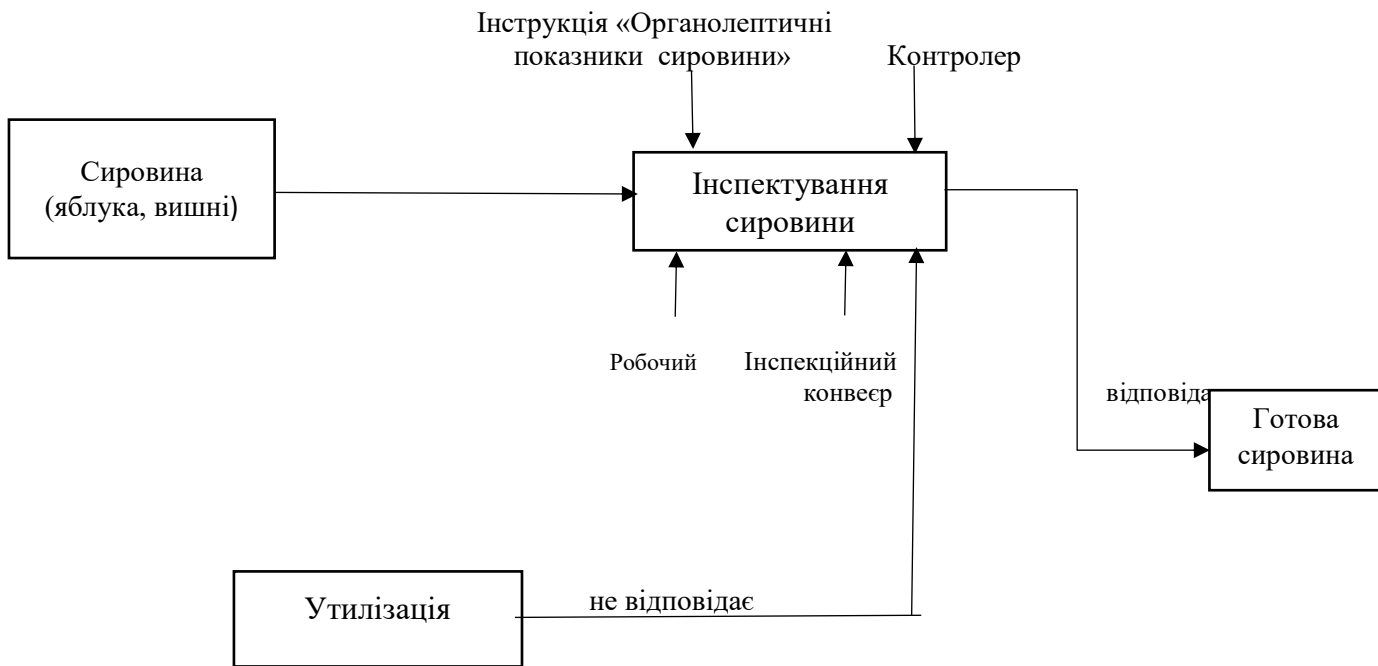 Інструкція «Органолептичні
показники сировини»
Контролер
Сировина
(яблука, вишні)
Інспектування
сировини
Робочий
Інспекційний
конвеєр
відповіда
Готова
сировина
Утилізація
не відповідає